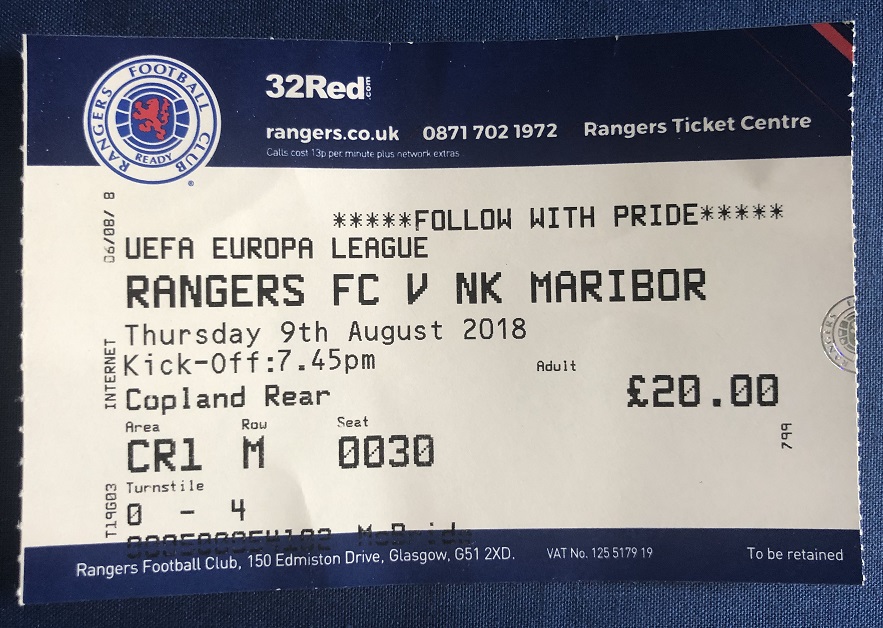 RANGERS FOOTBALL CLUB
READY
32Red.com
rangers.co.uk 0871 702 1972 Rangers Ticket Centre
Calls cost 13p per minute plus network extras
*****FOLLOW WITH PRIDE*****
UEFA EUROPA LEAGUE
RANGERS FC V NK MARIBOR
Thursday 9th August 2018
Kick-Off:7.45pm
Adult
Copland Rear
£20.00
Area Row Seat
CR1 M 0030
Turnstile
0 - 4
McBride
06/08/ B
INTERNET
T19G03
799
Rangers Football Club, 150 Edmiston Drive, Glasgow, G51 2XD. VAT No. 125 5179 19 To be retained